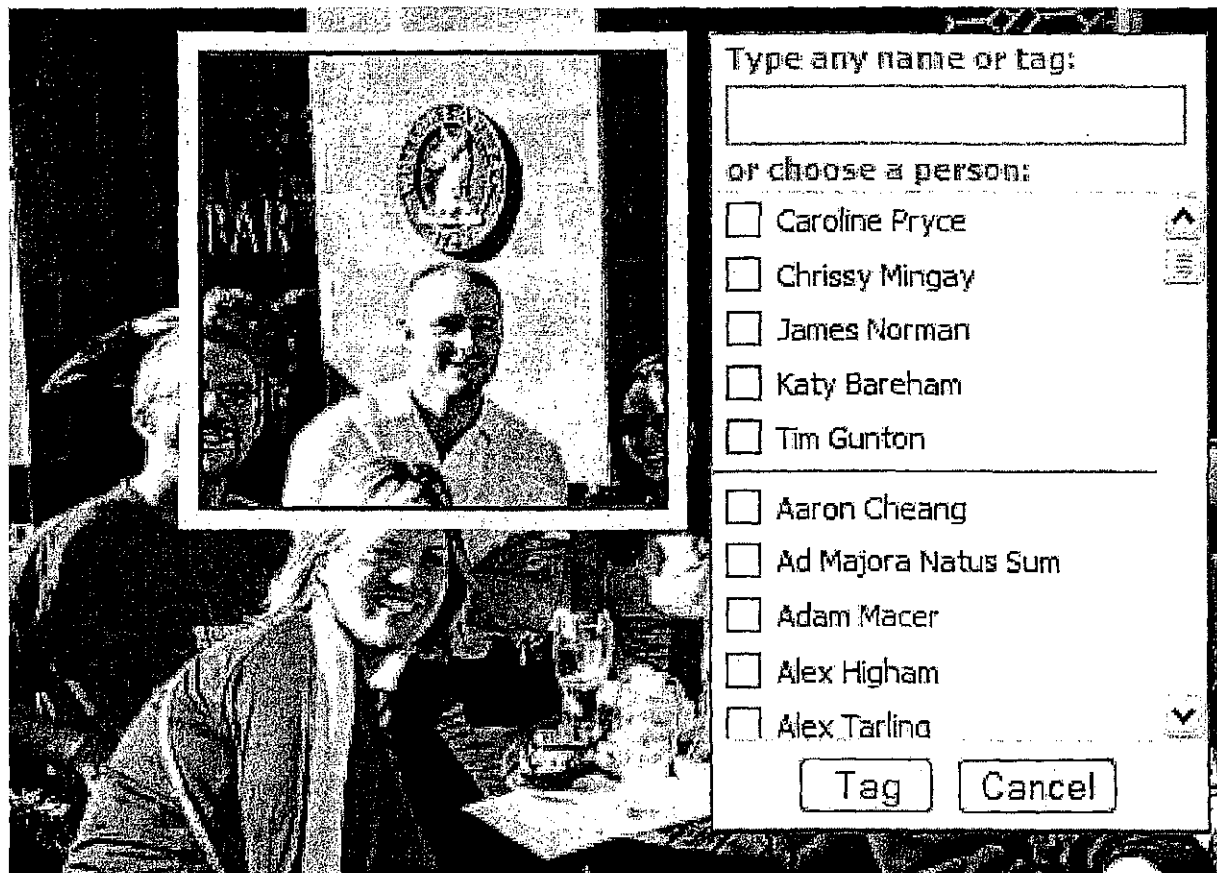 BAR
Type any name or tag:
or choose a person:
Caroline Pryce
Chrissy Mingay
James Norman
Katy Bareham
Tim Gunton
Aaron Cheang
Ad Majora Natus Sum
Adam Macer
Alex Higham
Alex Tarling
Tag
Cancel